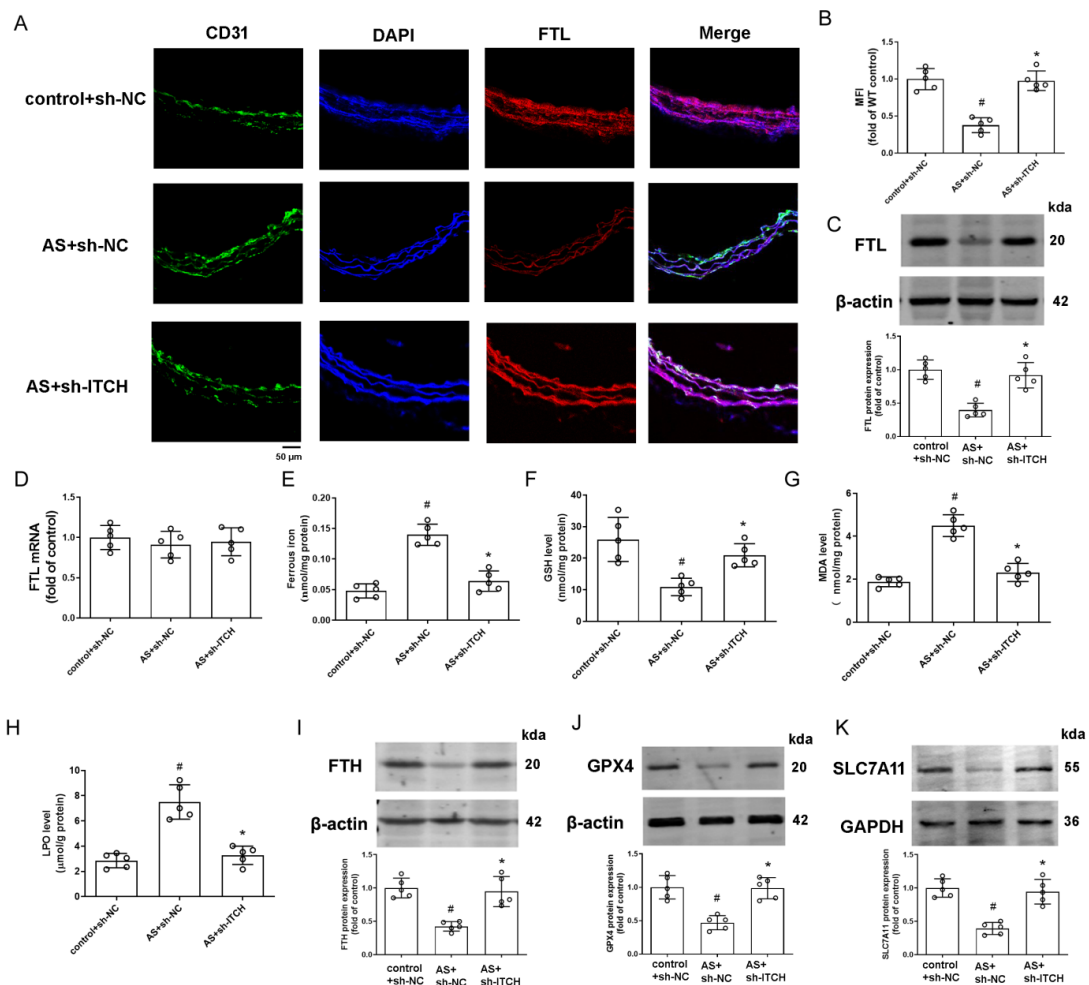 A
CD31
DAPI
FTL
Merge
control+sh-NC
AS+sh-NC
AS+sh-ITCH
50 μm
B
MFI
(fold of WT control)
1.5
1.0
0.5
0.0
#
*
control+sh-NC
AS+sh-NC
AS+sh-ITCH
C
kda
FTL
20
β-actin
42
FTL protein expression
(fold of control)
1.5
1.0
0.5
0.0
#
*
control
+sh-NC
AS+
sh-NC
AS+
sh-ITCH
D
FTL mRNA
(fold of control)
1.5
1.0
0.5
0.0
control+sh-NC
AS+sh-NC
AS+sh-ITCH
E
Ferrous iron
(nmol/mg protein)
0.20
0.15
0.10
0.05
0.00
#
*
control+sh-NC
AS+sh-NC
AS+sh-ITCH
F
GSH level
(nmol/mg protein)
60
40
20
0
#
*
control+sh-NC
AS+sh-NC
AS+sh-ITCH
G
MDA level
( nmol/mg protein)
6
4
2
0
#
*
control+sh-NC
AS+sh-NC
AS+sh-ITCH
H
LPO level
(μmol/g protein)
10
8
6
4
2
0
#
*
control+sh-NC
AS+sh-NC
AS+sh-ITCH
I
kda
FTH
20
β-actin
42
FTH protein expression
(fold of control)
1.5
1.0
0.5
0.0
#
*
control
+sh-NC
AS+
sh-NC
AS+
sh-ITCH
J
kda
GPX4
20
β-actin
42
GPX4 protein expression
(fold of control)
1.5
1.0
0.5
0.0
#
*
control
+sh-NC
AS+
sh-NC
AS+
sh-ITCH
K
kda
SLC7A11
55
GAPDH
36
SLC7A11 protein expression
(fold of control)
1.5
1.0
0.5
0.0
#
*
control
+sh-NC
AS+
sh-NC
AS+
sh-ITCH